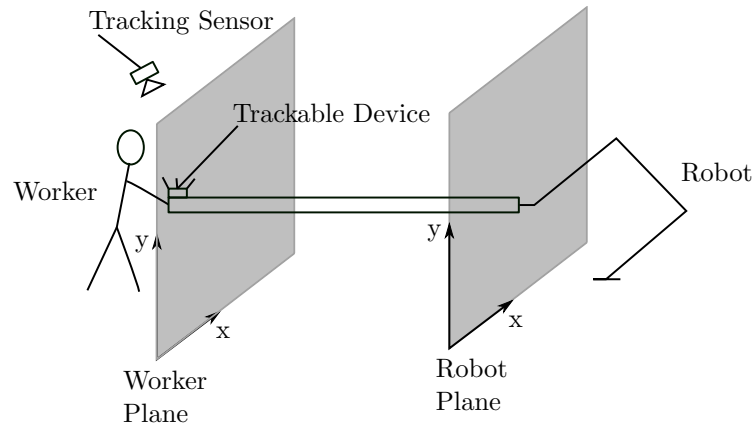 Tracking Sensor
Trackable Device
Worker
Robot
y
y
x
x
Worker
Plane
Robot
Plane